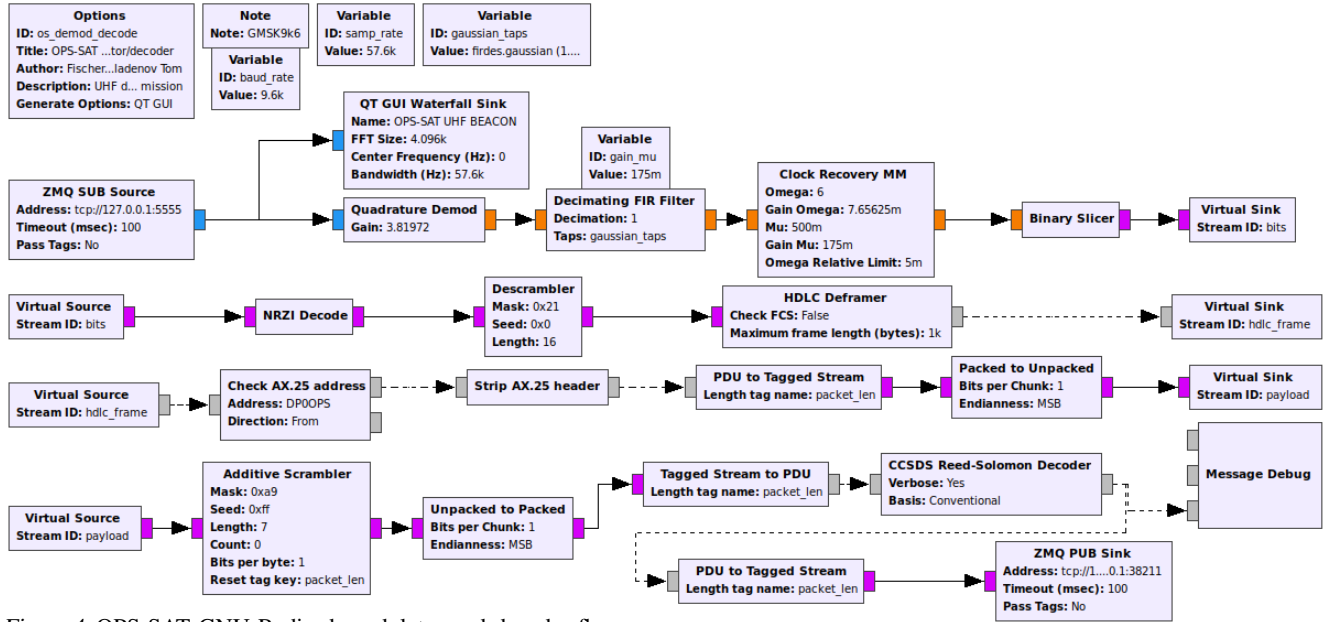 Options
ID: os_demod_decode
Title: OPS-SAT ...tor/decoder
Author: Fischer...ladenov Tom
Description: UHF d... mission
Generate Options: QT GUI
Note
Note: GMSK9k6
Variable
ID: baud_rate
Value: 9.6k
Variable
ID: samp_rate
Value: 57.6k
Variable
ID: gaussian_taps
Value: firdes.gaussian (1....
QT GUI Waterfall Sink
Name: OPS-SAT UHF BEACON
FFT Size: 4.096k
Center Frequency (Hz): 0
Bandwidth (Hz): 57.6k
Variable
ID: gain_mu
Value: 175m
ZMQ SUB Source
Address: tcp://127.0.0.1:5555
Timeout (msec): 100
Pass Tags: No
Quadrature Demod
Gain: 3.81972
Decimating FIR Filter
Decimation: 1
Taps: gaussian_taps
Clock Recovery MM
Omega: 6
Gain Omega: 7.65625m
Mu: 500m
Gain Mu: 175m
Omega Relative Limit: 5m
Binary Slicer
Virtual Sink
Stream ID: bits
Virtual Source
Stream ID: bits
NRZI Decode
Descrambler
Mask: 0x21
Seed: 0x0
Length: 16
HDLC Deframer
Check FCS: False
Maximum frame length (bytes): 1k
Virtual Sink
Stream ID: hdlc_frame
Virtual Source
Stream ID: hdlc_frame
Check AX.25 address
Address: DP0OPS
Direction: From
Strip AX.25 header
PDU to Tagged Stream
Length tag name: packet_len
Packed to Unpacked
Bits per Chunk: 1
Endianness: MSB
Virtual Sink
Stream ID: payload
Virtual Source
Stream ID: payload
Additive Scrambler
Mask: 0xa9
Seed: 0xff
Length: 7
Count: 0
Bits per byte: 1
Reset tag key: packet_len
Unpacked to Packed
Bits per Chunk: 1
Endianness: MSB
Tagged Stream to PDU
Length tag name: packet_len
CCSDS Reed-Solomon Decoder
Verbose: Yes
Basis: Conventional
Message Debug
PDU to Tagged Stream
Length tag name: packet_len
ZMQ PUB Sink
Address: tcp://1....0.1:38211
Timeout (msec): 100
Pass Tags: No